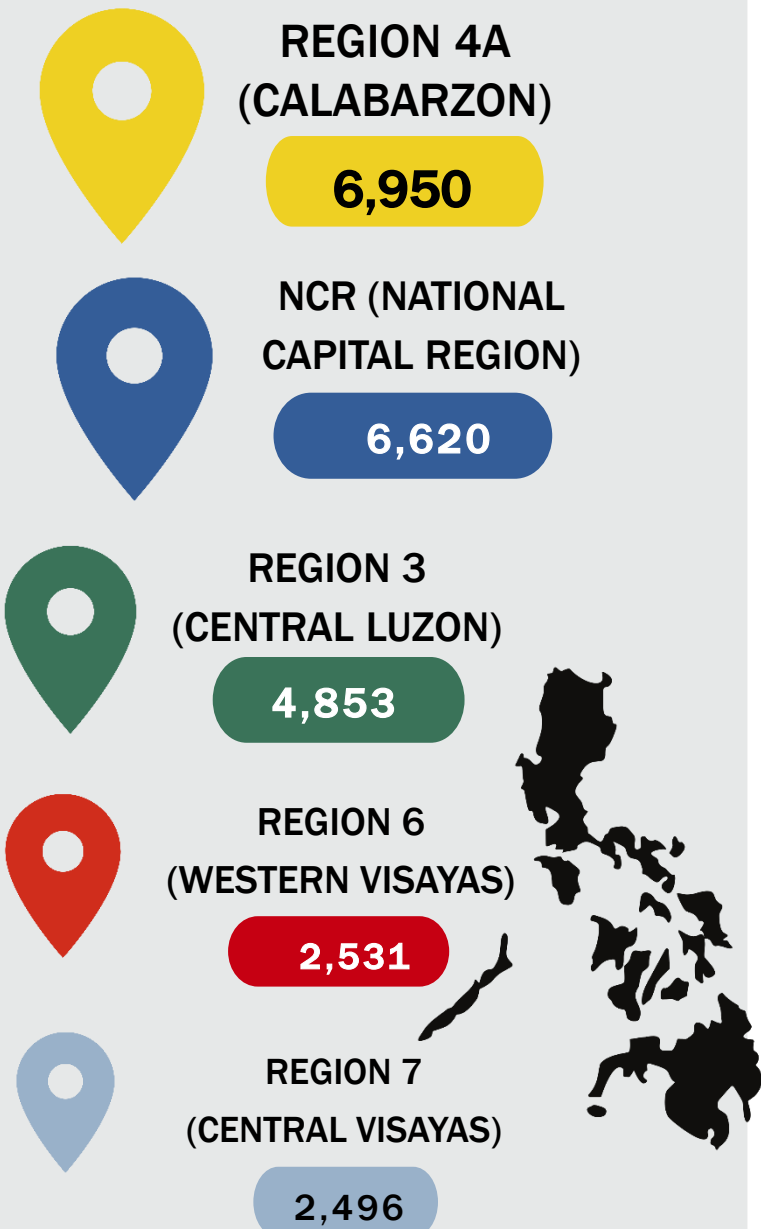 REGION 4A
(CALABARZON)
6,950
NCR (NATIONAL
CAPITAL REGION)
6,620
REGION 3
(CENTRAL LUZON)
4,853
REGION 6
(WESTERN VISAYAS)
2,531
REGION 7
(CENTRAL VISAYAS)
2,496